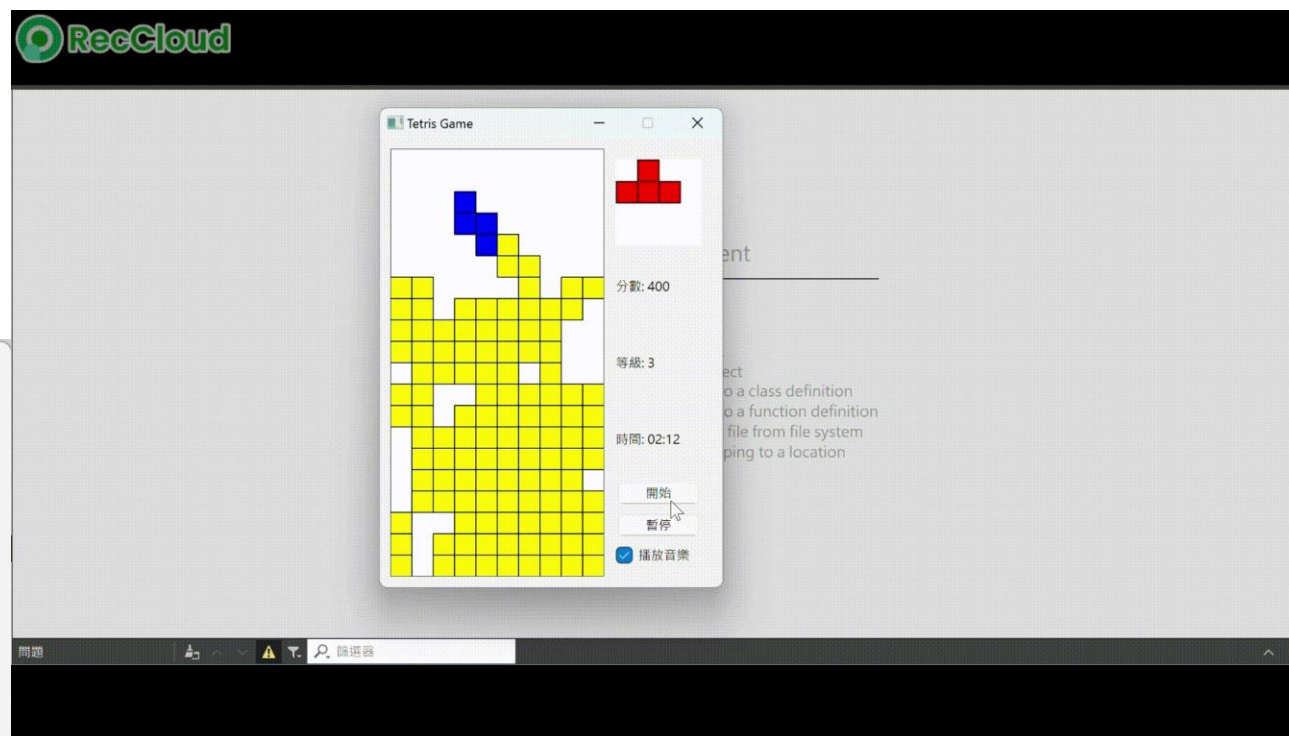 RecCloud
Tetris Game
ent
分數: 400
等級: 3
ect
o a class definition
o a function definition
時間: 02:12
file from file system
ping to a location
開始
暫停
播放音樂
問題
篩選器